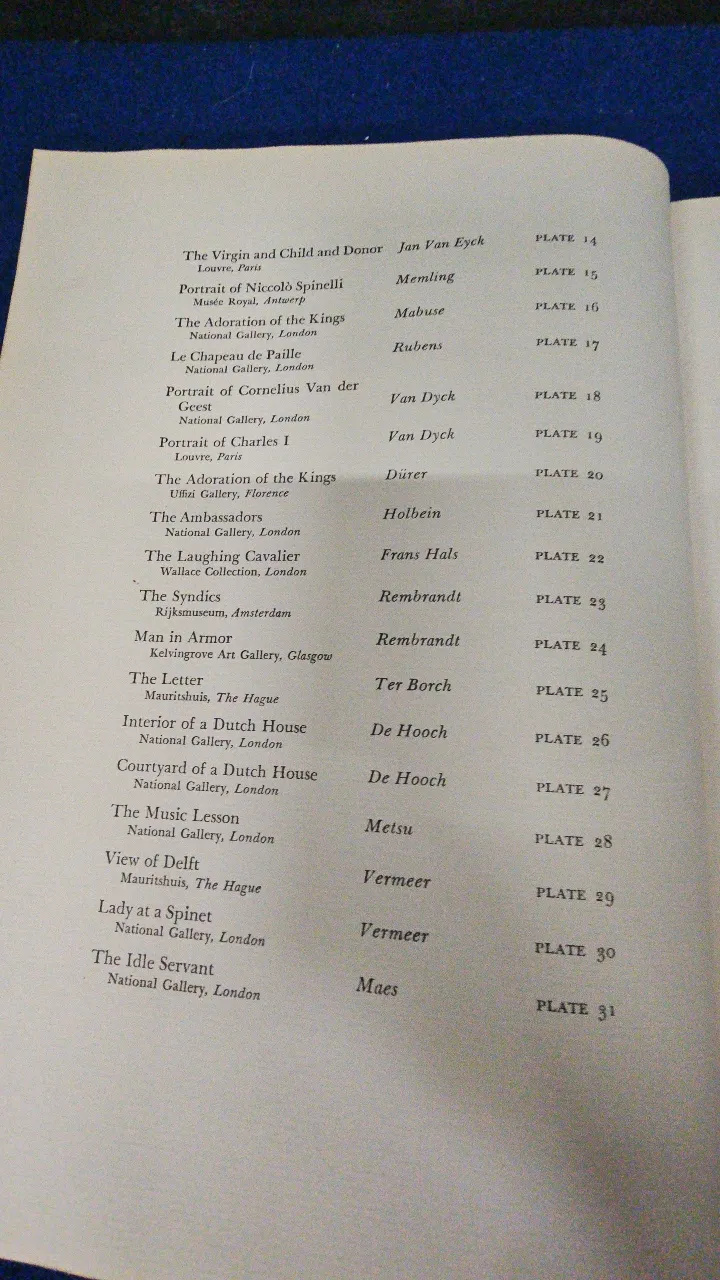 The Virgin and Child and Donor Jan Van Eyck PLATE 14
Louvre, Paris
Portrait of Niccolò Spinelli Memling PLATE 15
Musée Royal, Antwerp
The Adoration of the Kings Mabuse PLATE 16
National Gallery, London
Le Chapeau de Paille Rubens PLATE 17
National Gallery, London
Portrait of Cornelius Van der
Geest Van Dyck PLATE 18
National Gallery, London
Portrait of Charles I Van Dyck PLATE 19
Louvre, Paris
The Adoration of the Kings Dürer PLATE 20
Uffizi Gallery, Florence
The Ambassadors Holbein PLATE 21
National Gallery, London
The Laughing Cavalier Frans Hals PLATE 22
Wallace Collection, London
The Syndics Rembrandt PLATE 23
Rijksmuseum, Amsterdam
Man in Armor Rembrandt PLATE 24
Kelvingrove Art Gallery, Glasgow
The Letter Ter Borch PLATE 25
Mauritshuis, The Hague
Interior of a Dutch House De Hooch PLATE 26
National Gallery, London
Courtyard of a Dutch House De Hooch PLATE 27
National Gallery, London
The Music Lesson Metsu PLATE 28
National Gallery, London
View of Delft Vermeer PLATE 29
Mauritshuis, The Hague
Lady at a Spinet Vermeer PLATE 30
National Gallery, London
The Idle Servant Maes PLATE 31
National Gallery, London